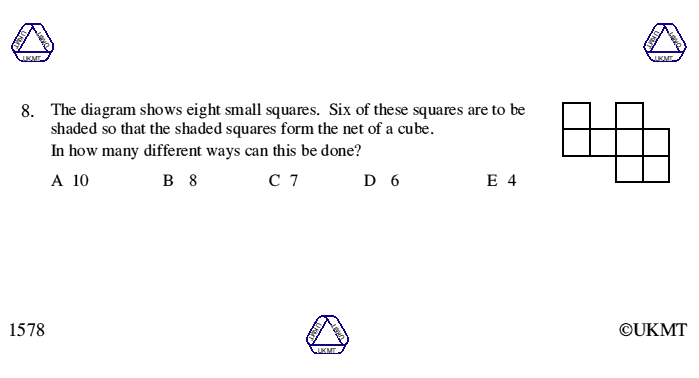 UKMT UKMT UKMT
UKMT UKMT UKMT
8. The diagram shows eight small squares. Six of these squares are to be
shaded so that the shaded squares form the net of a cube.
In how many different ways can this be done?
A 10 B 8 C 7 D 6 E 4
1578
UKMT UKMT UKMT
©UKMT